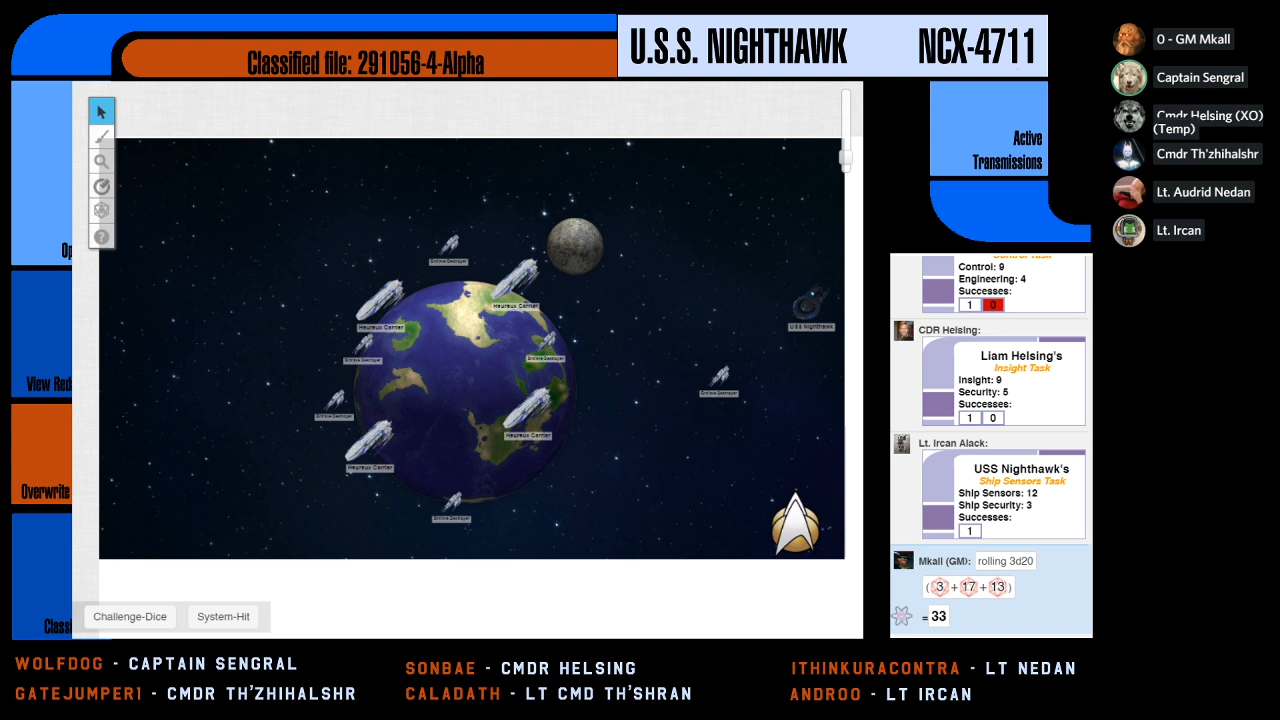 Classified file: 291056-4-Alpha
U.S.S. NIGHTHAWK NCX-4711
0 - GM Mkall
Captain Sengral
Cmdr Helsing (XO)
(Temp)
Cmdr Th'zhihalshr
Lt. Audrid Nedan
Lt. Ircan
Active
Transmissions
Op
View Red
Overwrite
Classi
Heureux Carrier
Heureux Carrier
USS Nighthawk
Heureux Carrier
Heureux Carrier
Control Task
Control: 9
Engineering: 4
Successes:
1 0
CDR Helsing:
Liam Helsing's
Insight Task
Insight: 9
Security: 5
Successes:
1 0
Lt. Ircan Alack:
USS Nighthawk's
Ship Sensors Task
Ship Sensors: 12
Ship Security: 3
Successes:
1
Mkall (GM): rolling 3d20
(3+17+13)
=33
Challenge-Dice System-Hit
WOLFDOG - CAPTAIN SENGRAL
SONBAE - CMDR HELSING
ITHINKURACONTRA - LT NEDAN
GATEJUMPER1 - CMDR TH'ZHIHALSHR
CALADATH - LT CMD TH'SHRAN
ANDROO - LT IRCAN